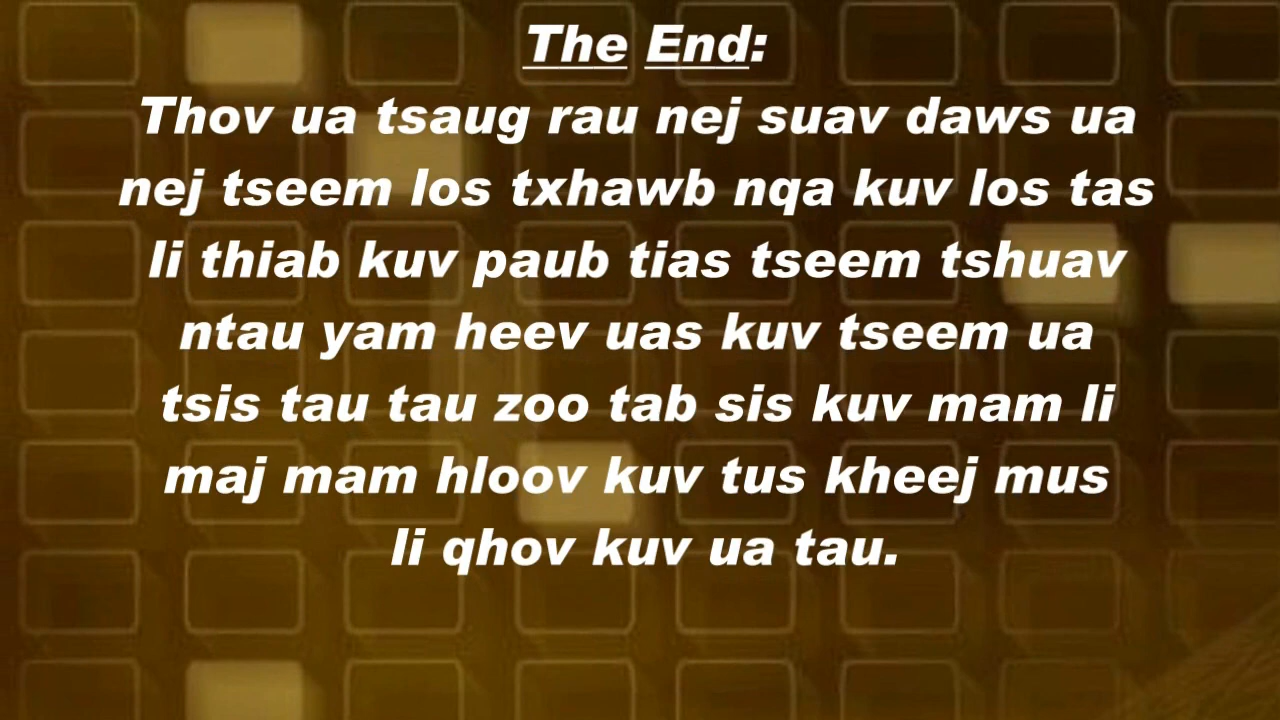 The End:
Thov ua tsaug rau nej suav daws ua
nej tseem los txhawb nqa kuv los tas
li thiab kuv paub tias tseem tshuav
ntau yam heev uas kuv tseem ua
tsis tau tau zoo tab sis kuv mam li
maj mam hloov kuv tus kheej mus
li qhov kuv ua tau.